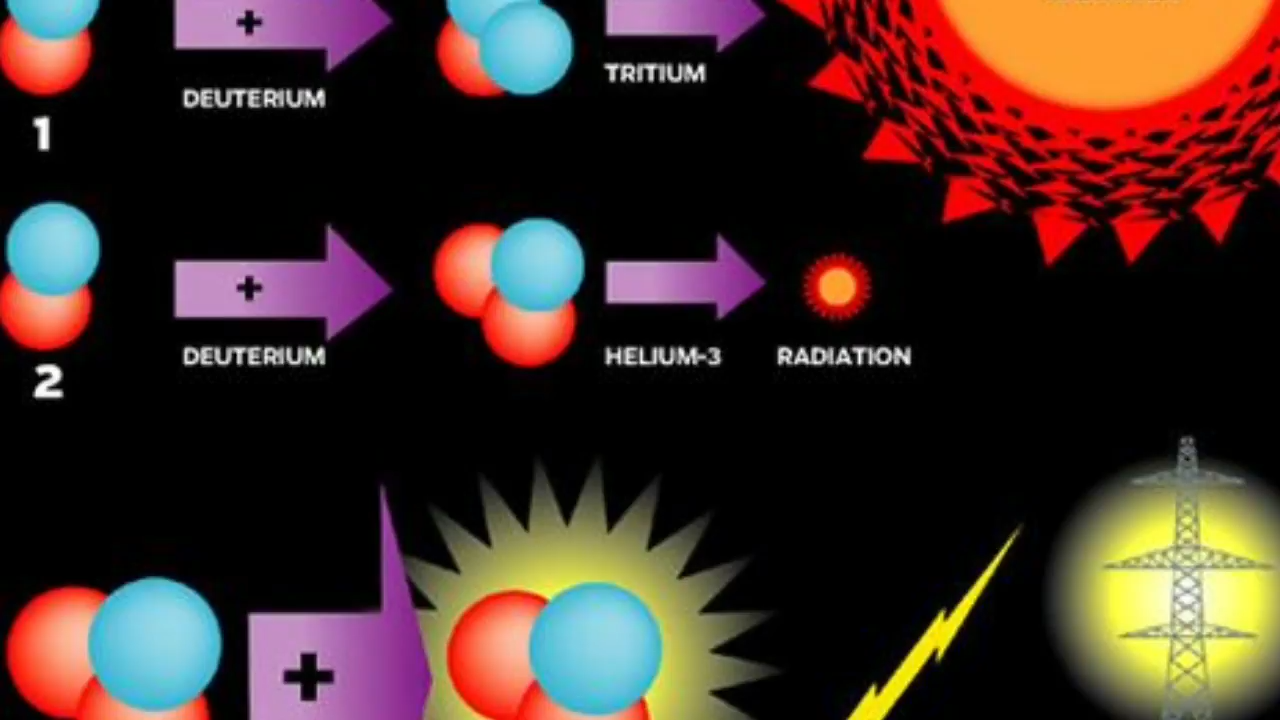 +
DEUTERIUM
TRITIUM
1
+
DEUTERIUM
HELIUM-3
RADIATION
2
+